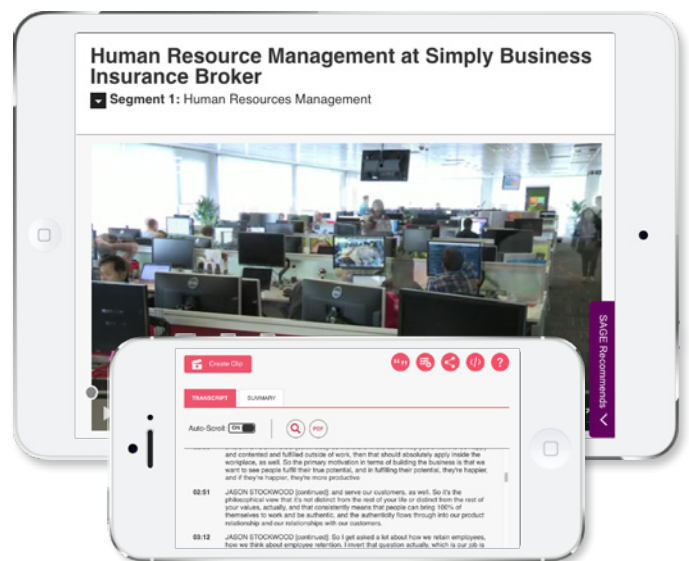 Human Resource Management at Simply Business
Insurance Broker
Segment 1: Human Resources Management
SAGE Recommends
Create Clip
TRANSCRIPT
SUMMARY
Auto-Scroll: ON
PDF
and contented and fulfilled outside of work, then that should absolutely apply inside the
workplace, as well. So the primary motivation in terms of building the business is that we
want to see people fulfill their true potential, and in fulfilling their potential, they're happier,
and if they're happier, they're more productive
02:51 JASON STOCKWOOD [continued]: and serve our customers, as well. So it's the
philosophical view that it's not distinct from the rest of your life or distinct from the rest of
your values, actually, and that consistently means that people can bring 100% of
themselves to work and be authentic, and the authenticity flows through into our product
relationship and our relationships with our customers.
03:12 JASON STOCKWOOD [continued]: So I get asked a lot about how we retain employees,
how we think about employee retention. I invert that question actually, which is our job is